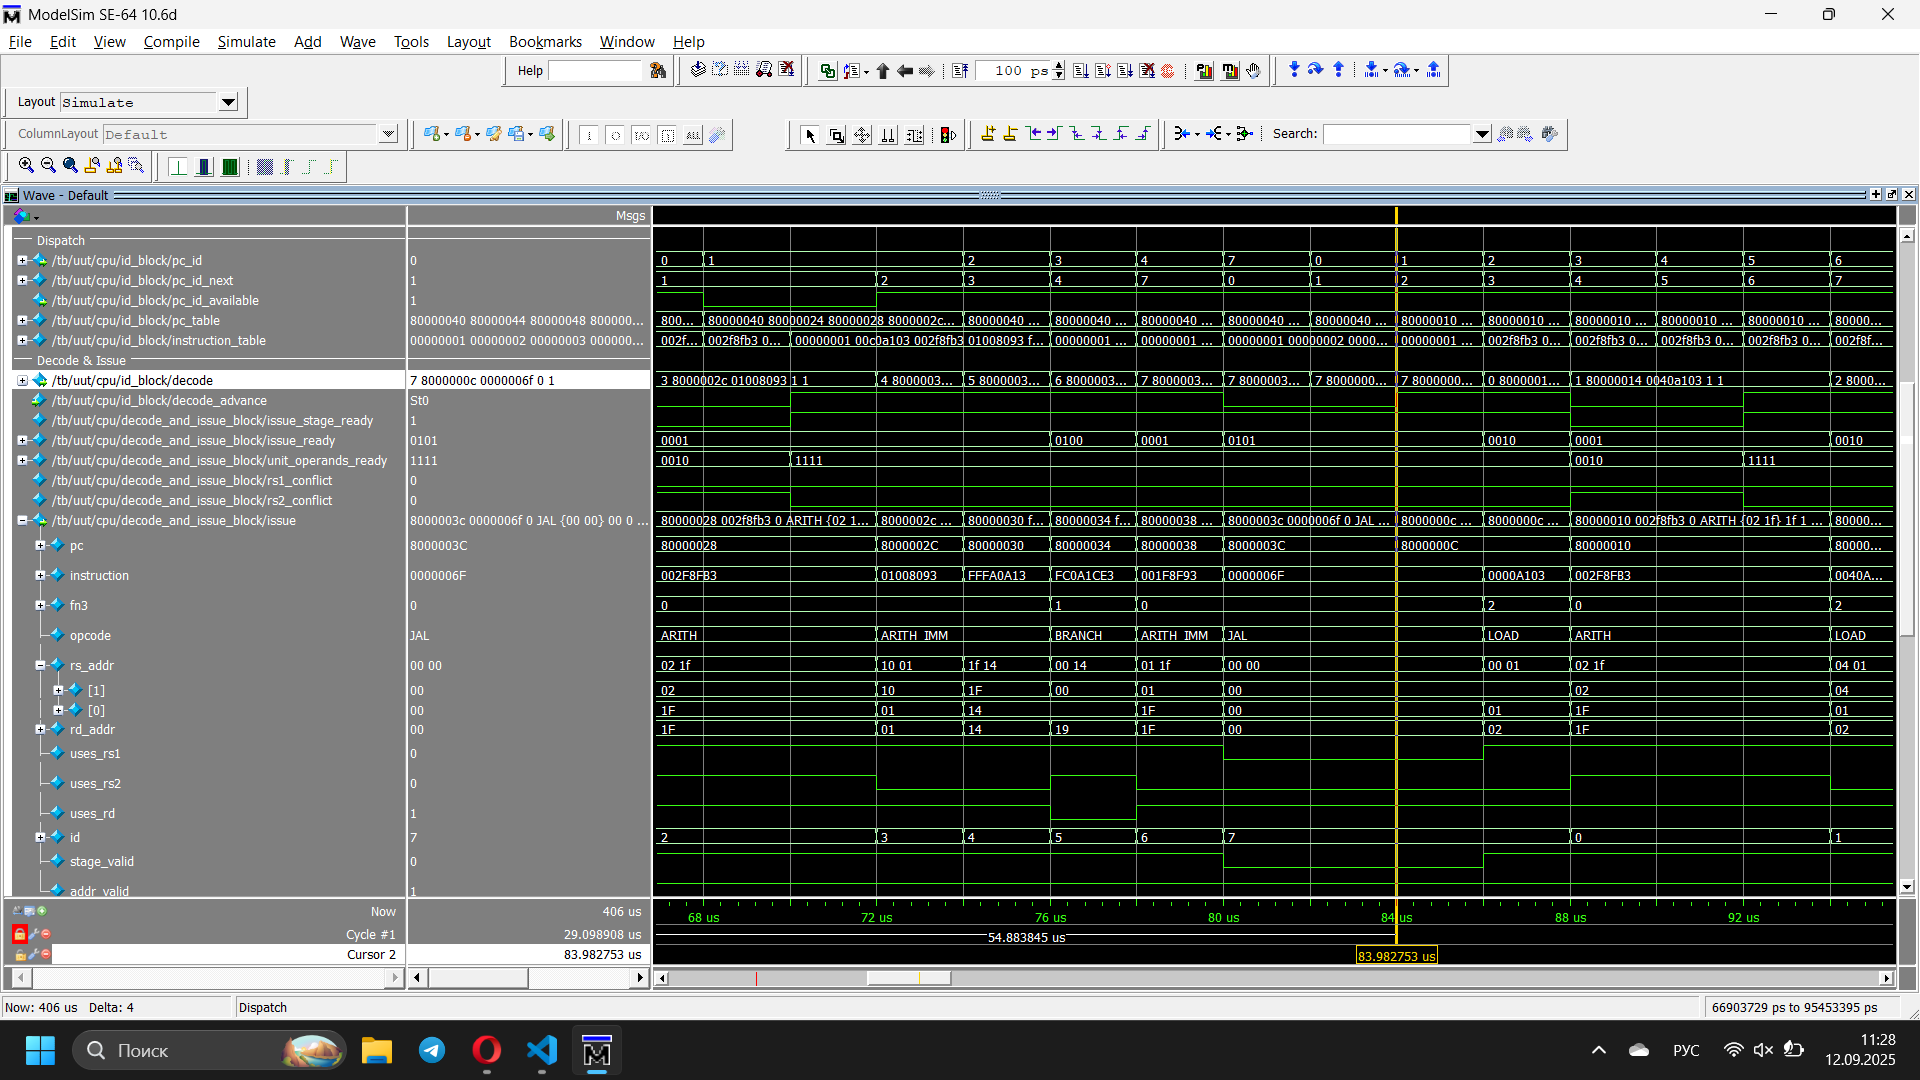 ModelSim SE-64 10.6d
File Edit View Compile Simulate Add Wave Tools Layout Bookmarks Window Help
Help 100 ps
Layout Simulate
ColumnLayout Default ALL Search:
Wave - Default
Msgs
Dispatch
/tb/uut/cpu/id_block/pc_id 0 0 1 2 3 4 7 0 1 2 3 4 5 6
/tb/uut/cpu/id_block/pc_id_next 1 1 2 3 4 7 0 1 2 3 4 5 6 7
/tb/uut/cpu/id_block/pc_id_available 1
/tb/uut/cpu/id_block/pc_table 80000040 80000044 80000048 800000... 800... 80000040 80000024 80000028 8000002c... 80000040 ... 80000040 ... 80000040 ... 80000040 ... 80000040 ... 80000010 ... 80000010 ... 80000010 ... 80000010 ... 80000010 ... 80000...
/tb/uut/cpu/id_block/instruction_table 00000001 00000002 00000003 000000... 002f... 002f8fb3 0... 00000001 00c0a103 002f8fb3 01008093 f... 00000001 ... 00000001 ... 00000001 00000002 0000... 00000001 ... 002f8fb3 0... 002f8fb3 0... 002f8fb3 0... 002f8fb3 0... 002f8f...
Decode & Issue
/tb/uut/cpu/id_block/decode 7 8000000c 0000006f 0 1 3 8000002c 01008093 1 1 4 8000003... 5 8000003... 6 8000003... 7 8000003... 7 8000003... 7 8000000... 7 8000000... 0 8000001... 1 80000014 0040a103 1 1 2 8000...
/tb/uut/cpu/id_block/decode_advance St0
/tb/uut/cpu/decode_and_issue_block/issue_stage_ready 1
/tb/uut/cpu/decode_and_issue_block/issue_ready 0101 0001 0100 0001 0101 0010 0001 0010
/tb/uut/cpu/decode_and_issue_block/unit_operands_ready 1111 0010 1111 0010 1111
/tb/uut/cpu/decode_and_issue_block/rs1_conflict 0
/tb/uut/cpu/decode_and_issue_block/rs2_conflict 0
/tb/uut/cpu/decode_and_issue_block/issue 8000003c 0000006f 0 JAL {00 00} 00 0 ... 80000028 002f8fb3 0 ARITH {02 1... 8000002c ... 80000030 f... 80000034 f... 80000038 ... 8000003c 0000006f 0 JAL ... 8000000c ... 8000000c ... 80000010 002f8fb3 0 ARITH {02 1f} 1f 1 ... 80000...
pc 8000003C 80000028 8000002C 80000030 80000034 80000038 8000003C 8000000C 80000010 80000...
instruction 0000006F 002F8FB3 01008093 FFFA0A13 FC0A1CE3 001F8F93 0000006F 0000A103 002F8FB3 0040A...
fn3 0 0 1 0 2 0 2
opcode JAL ARITH ARITH_IMM BRANCH ARITH_IMM JAL LOAD ARITH LOAD
rs_addr 00 00 02 1f 10 01 1f 14 00 14 01 1f 00 00 00 01 02 1f 04 01
[1] 00 02 10 1F 00 01 00 02 04
[0] 00 1F 01 14 1F 00 01 1F 01
rd_addr 00 1F 01 14 19 1F 00 02 1F 02
uses_rs1 0
uses_rs2 0
uses_rd 1
id 7 2 3 4 5 6 7 0 1
stage_valid 0
addr_valid 1
Now 406 us 68 us 72 us 76 us 80 us 84 us 88 us 92 us
Cycle #1 29.098908 us 54.883845 us
Cursor 2 83.982753 us 83.982753 us
Now: 406 us Delta: 4 Dispatch 66903729 ps to 95453395 ps
Поиск РУС 11:28
12.09.2025